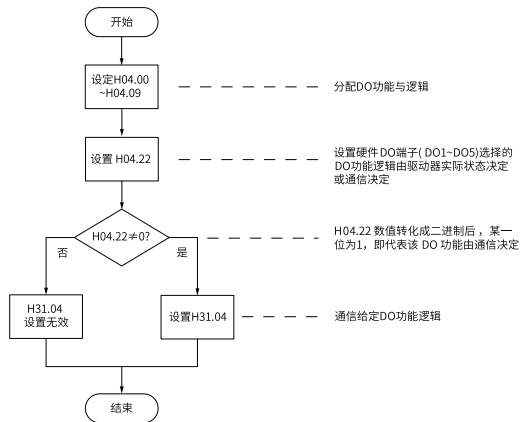 开始
设定H04.00
~H04.09
分配DO功能与逻辑
设置 H04.22
设置硬件DO端子( DO1~DO5)选择的
DO功能逻辑由驱动器实际状态决定
或通信决定
H04.22≠0?
H04.22 数值转化成二进制后 , 某一
位为1, 即代表该 DO 功能由通信决定
否
是
H31.04
设置无效
设置H31.04
通信给定DO功能逻辑
结束